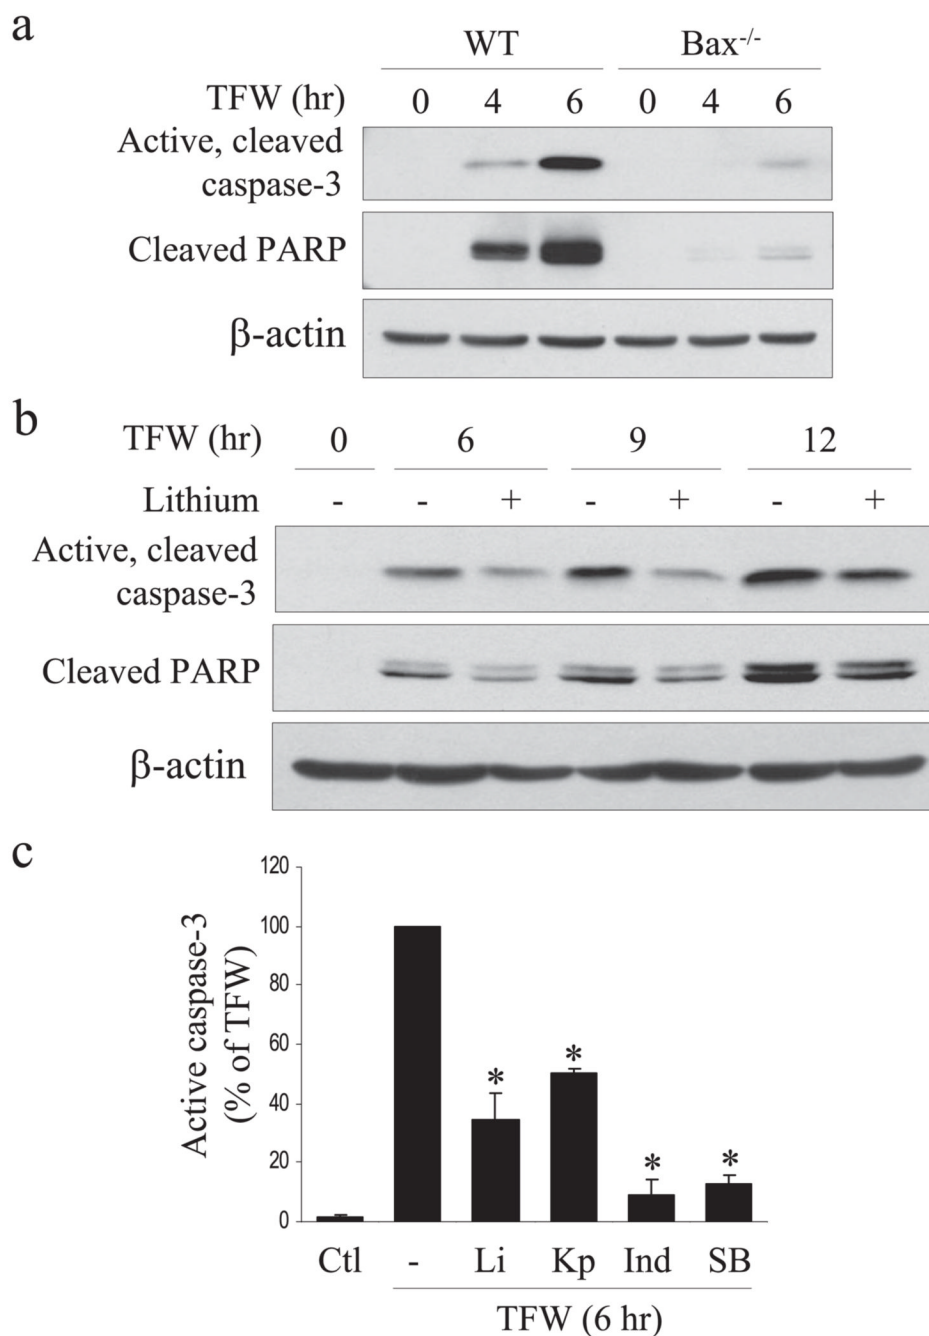 a
WT Bax-/-
TFW (hr) 0 4 6 0 4 6
Active, cleaved
caspase-3
Cleaved PARP
β-actin
b
TFW (hr) 0 6 9 12
Lithium - - + - + - +
Active, cleaved
caspase-3
Cleaved PARP
β-actin
c
Active caspase-3
(% of TFW)
120
100
80
60
40
20
0
* * * *
Ctl - Li Kp Ind SB
TFW (6 hr)